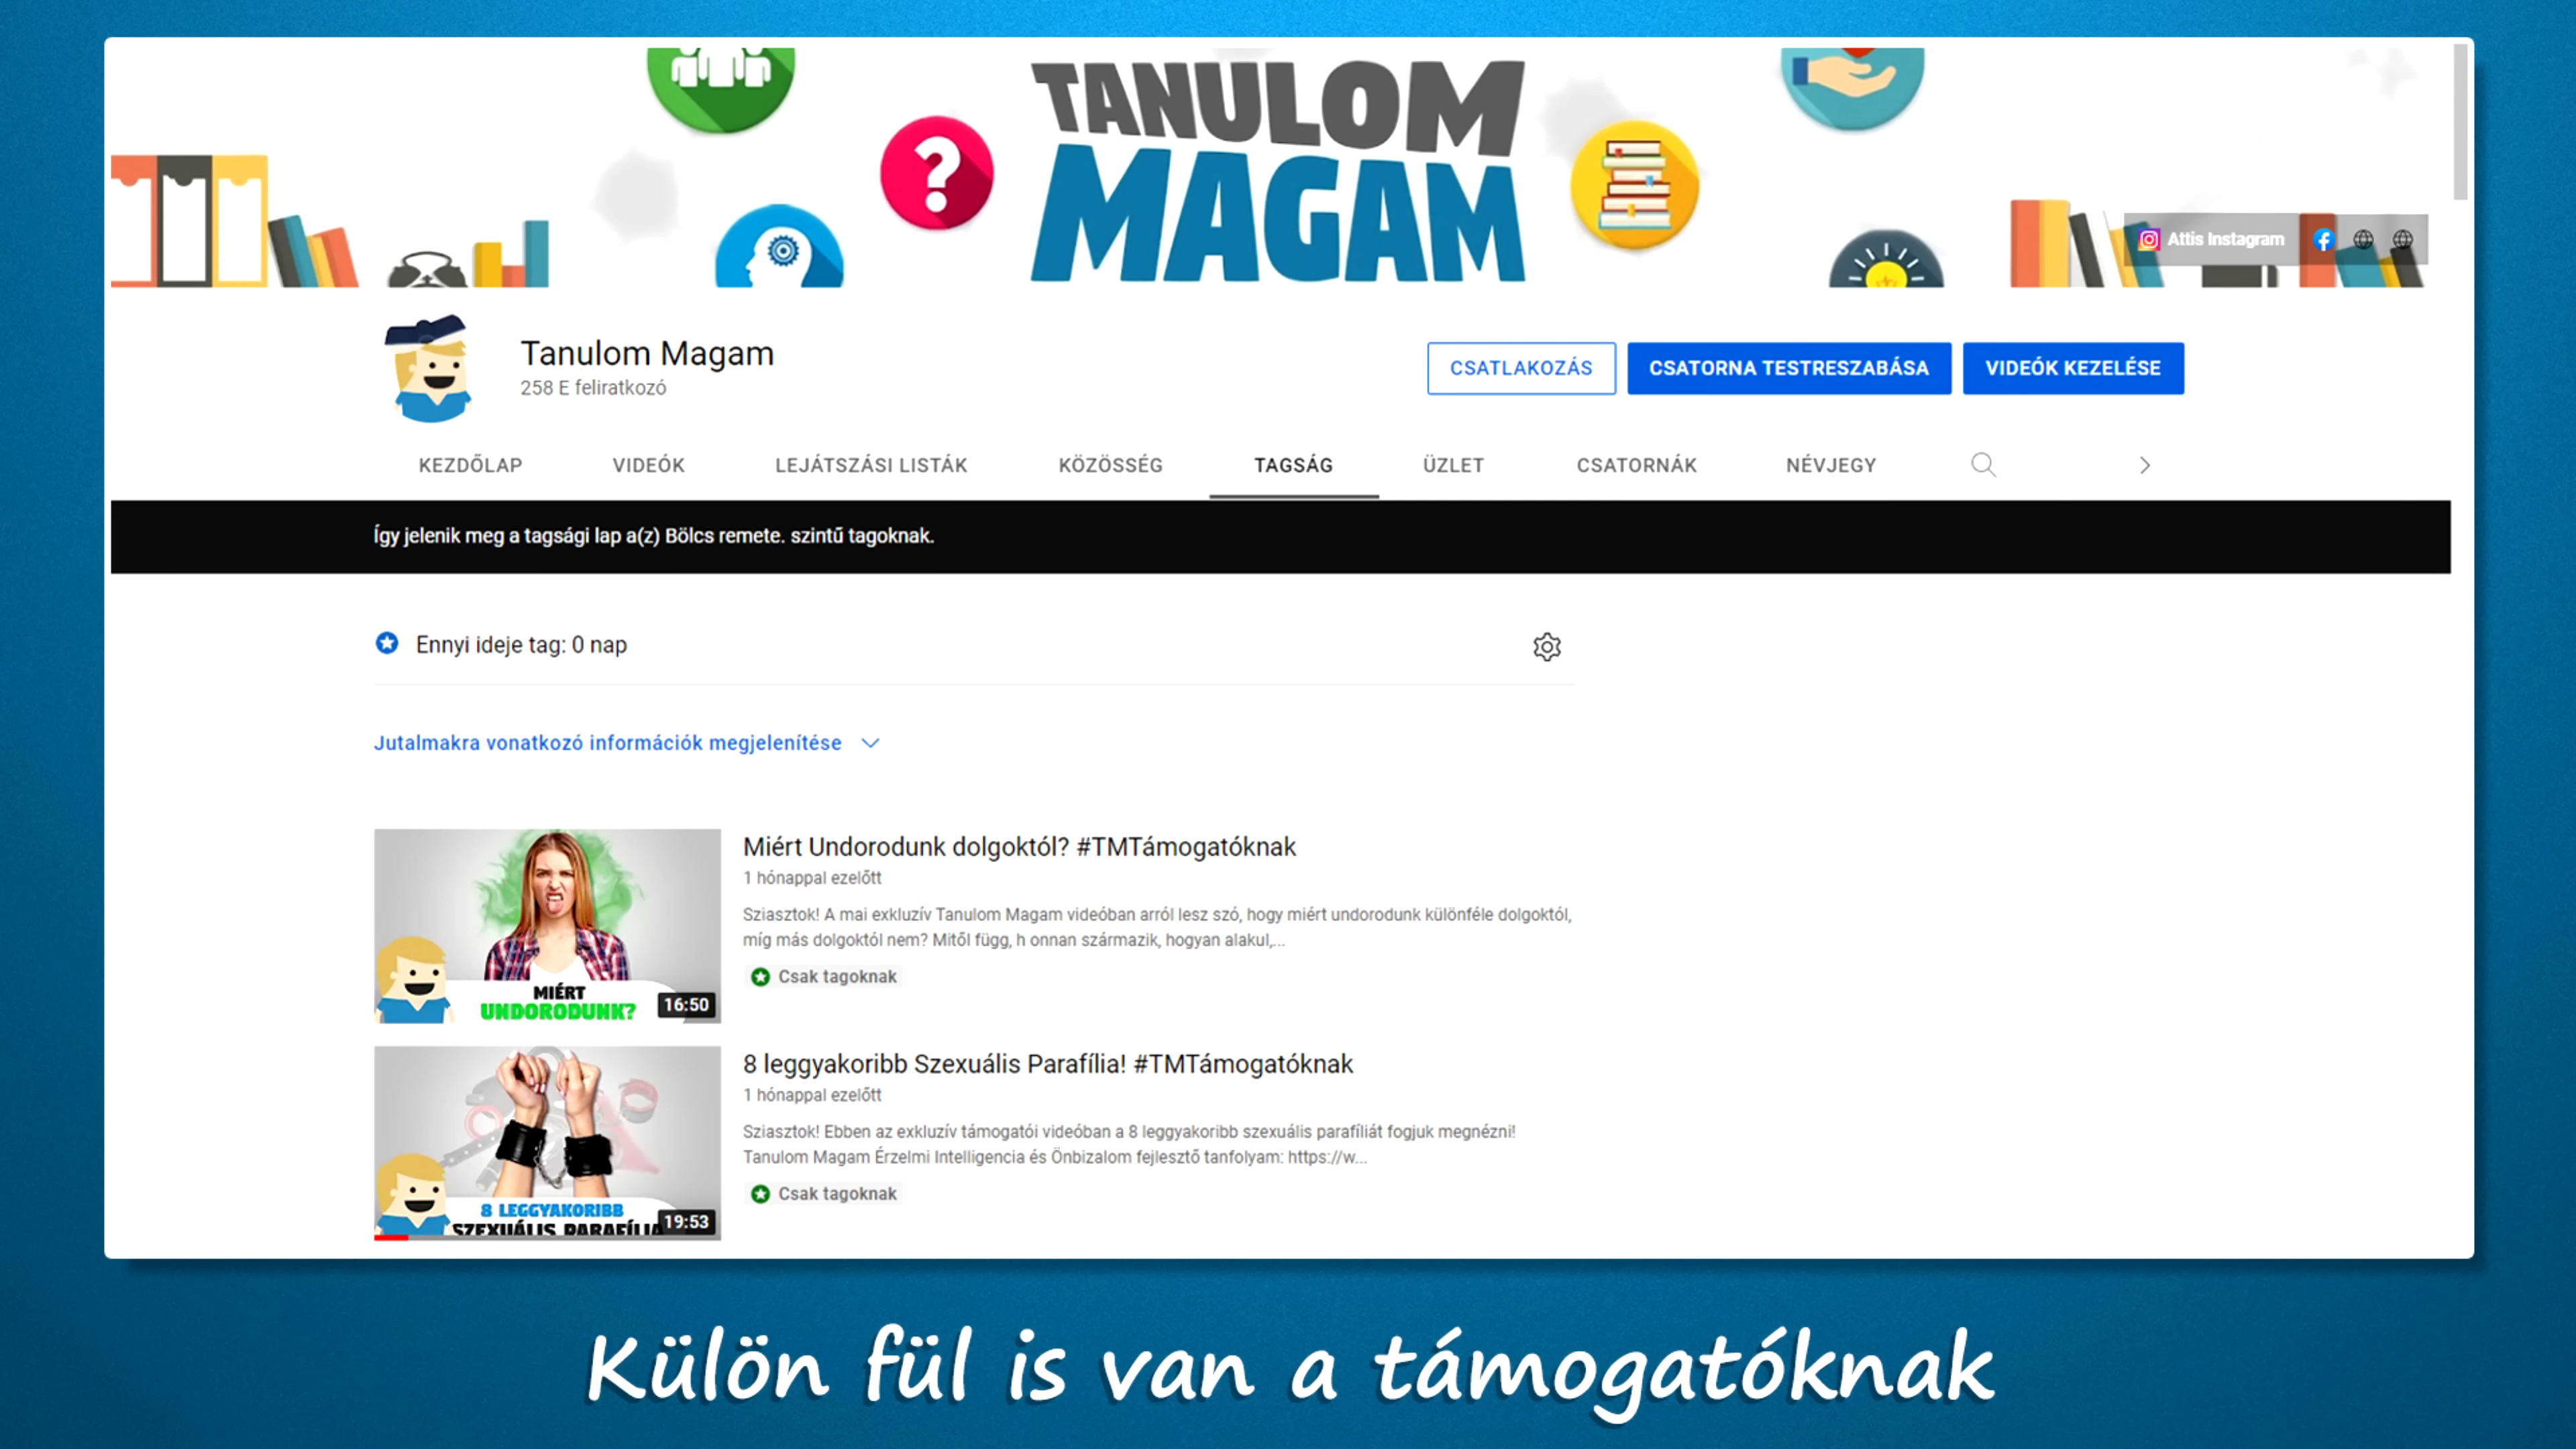 TANULOM
MAGAM
Attis Instagram
Tanulom Magam
258 E feliratkozó
CSATLAKOZÁS
CSATORNA TESTRESZABÁSA
VIDEÓK KEZELÉSE
KEZDŐLAP
VIDEÓK
LEJÁTSZÁSI LISTÁK
KÖZÖSSÉG
TAGSÁG
ÜZLET
CSATORNÁK
NÉVJEGY
Így jelenik meg a tagsági lap a(z) Bölcs remete. szintű tagoknak.
Ennyi ideje tag: 0 nap
Jutalmakra vonatkozó információk megjelenítése
MIÉRT
UNDORODUNK?
16:50
Miért Undorodunk dolgoktól? #TMTámogatóknak
1 hónappal ezelőtt
Sziasztok! A mai exkluzív Tanulom Magam videóban arról lesz szó, hogy miért undorodunk különféle dolgoktól,
míg más dolgoktól nem? Mitől függ, h onnan származik, hogyan alakul,...
Csak tagoknak
8 LEGGYAKORIBB
SZEXUÁLIS PARAFÍLIA
19:53
8 leggyakoribb Szexuális Parafília! #TMTámogatóknak
1 hónappal ezelőtt
Sziasztok! Ebben az exkluzív támogatói videóban a 8 leggyakoribb szexuális parafíliát fogjuk megnézni!
Tanulom Magam Érzelmi Intelligencia és Önbizalom fejlesztő tanfolyam: https://w...
Csak tagoknak
Külön fül is van a támogatóknak